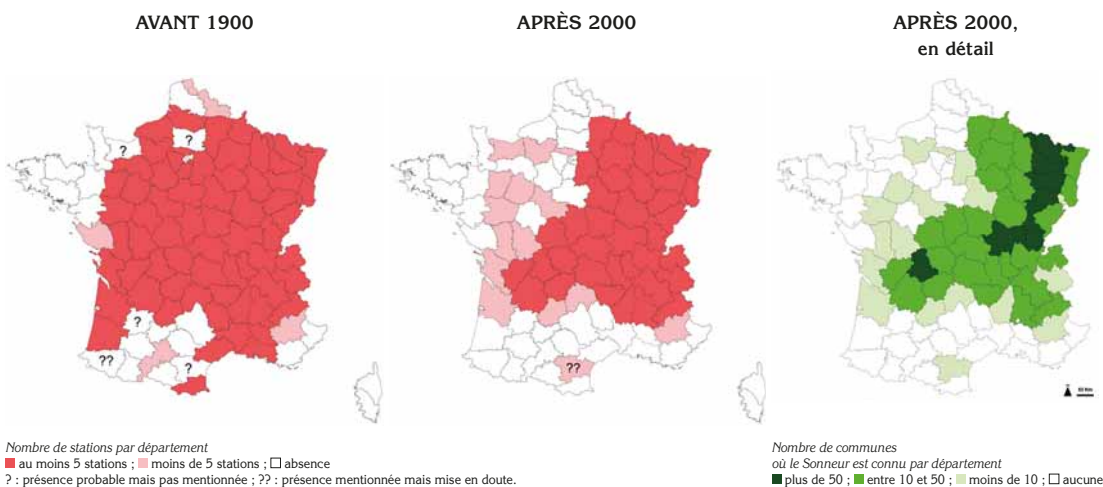 AVANT 1900
APRÈS 2000
APRÈS 2000,
en détail
?
?
?
??
?
??
Nombre de stations par département
au moins 5 stations ; moins de 5 stations ; absence
? : présence probable mais pas mentionnée ; ?? : présence mentionnée mais mise en doute.
Nombre de communes
où le Sonneur est connu par département
plus de 50 ; entre 10 et 50 ; moins de 10 ; aucune